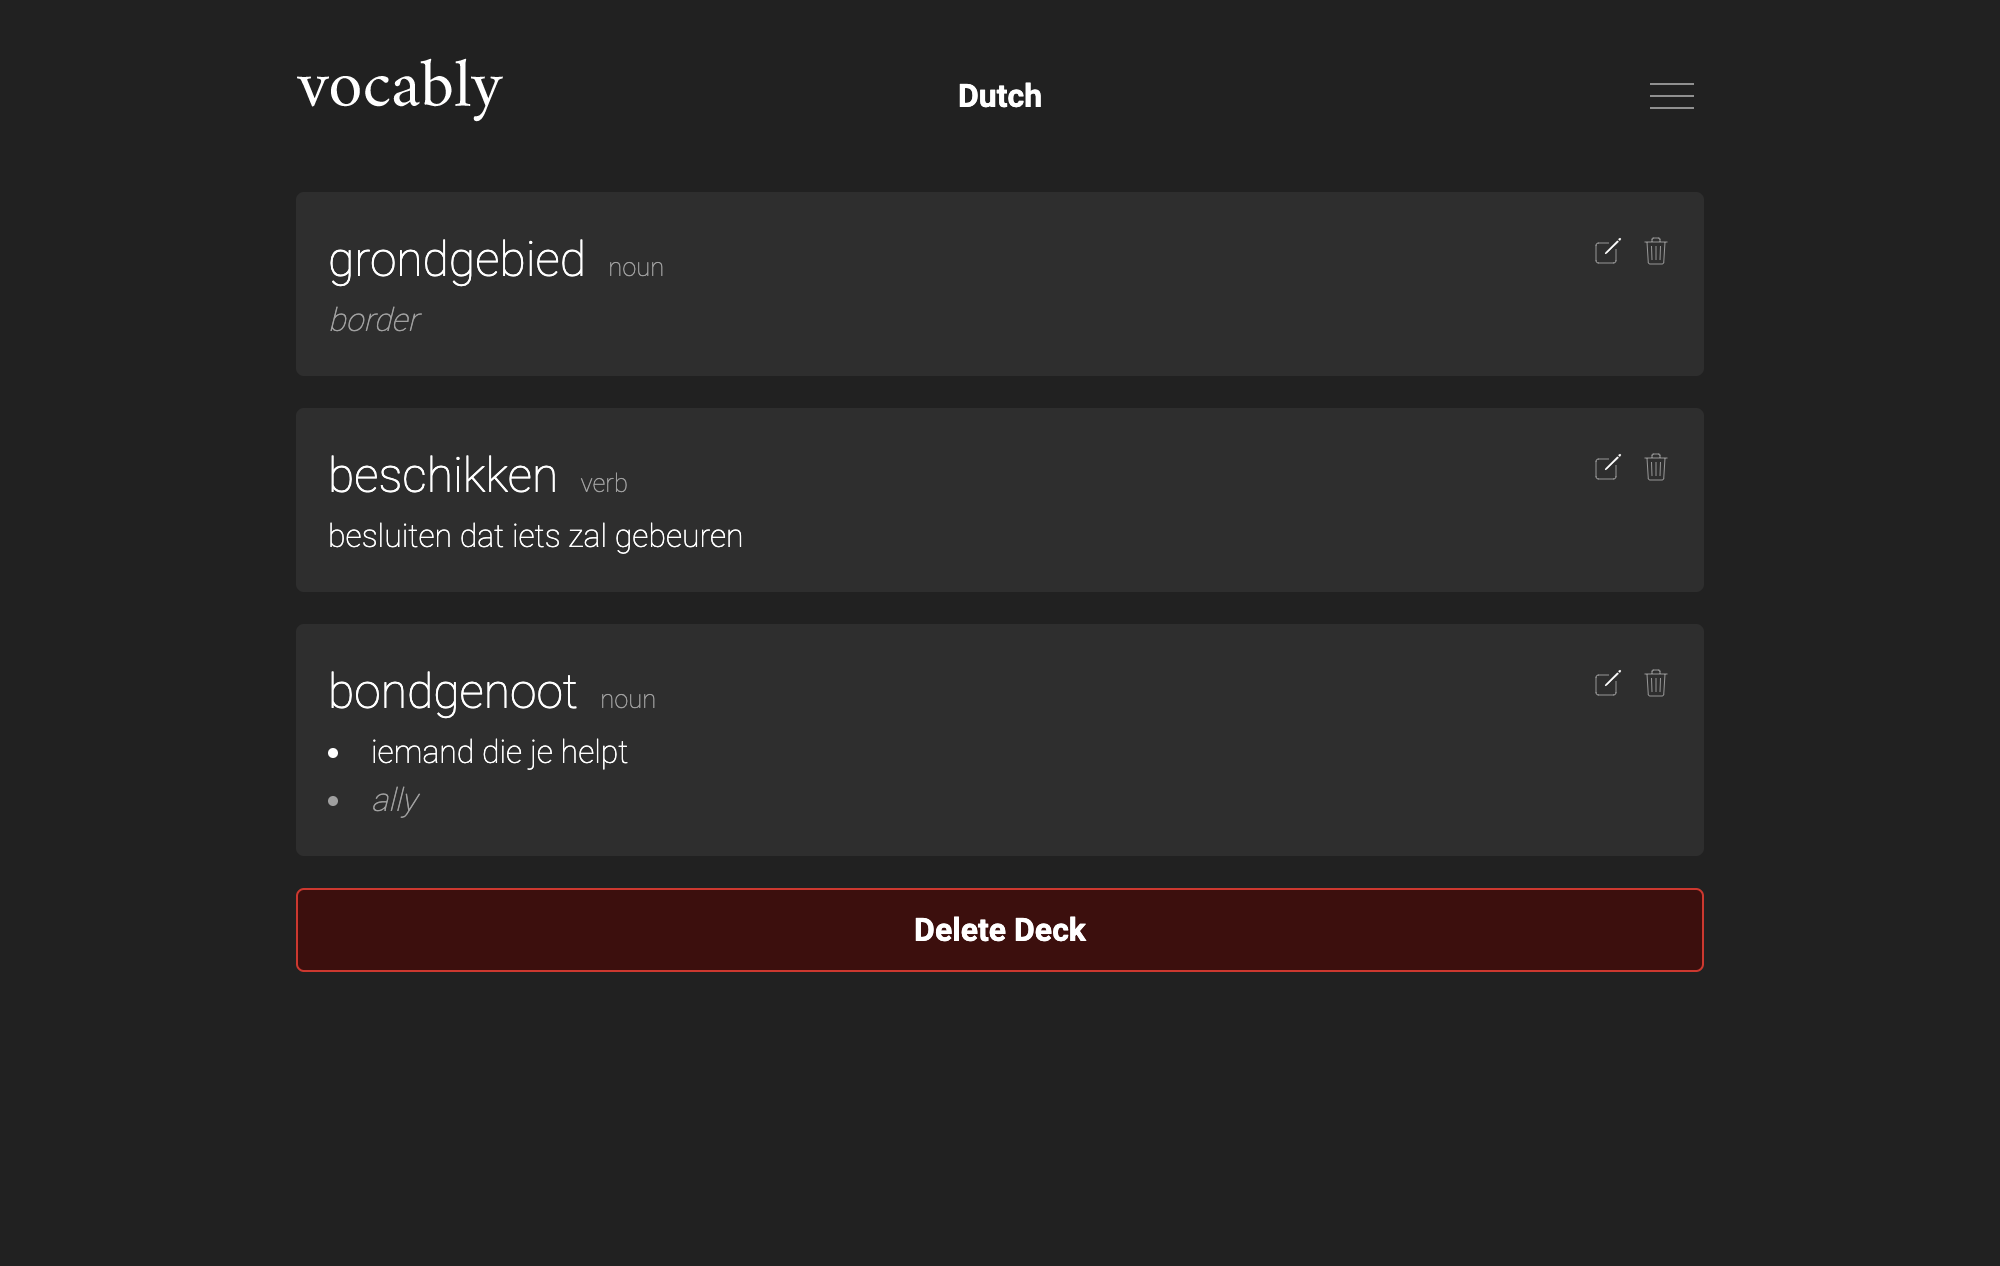 vocably
Dutch
grondgebied noun
border
beschikken verb
besluiten dat iets zal gebeuren
bondgenoot noun
• iemand die je helpt
• ally
Delete Deck